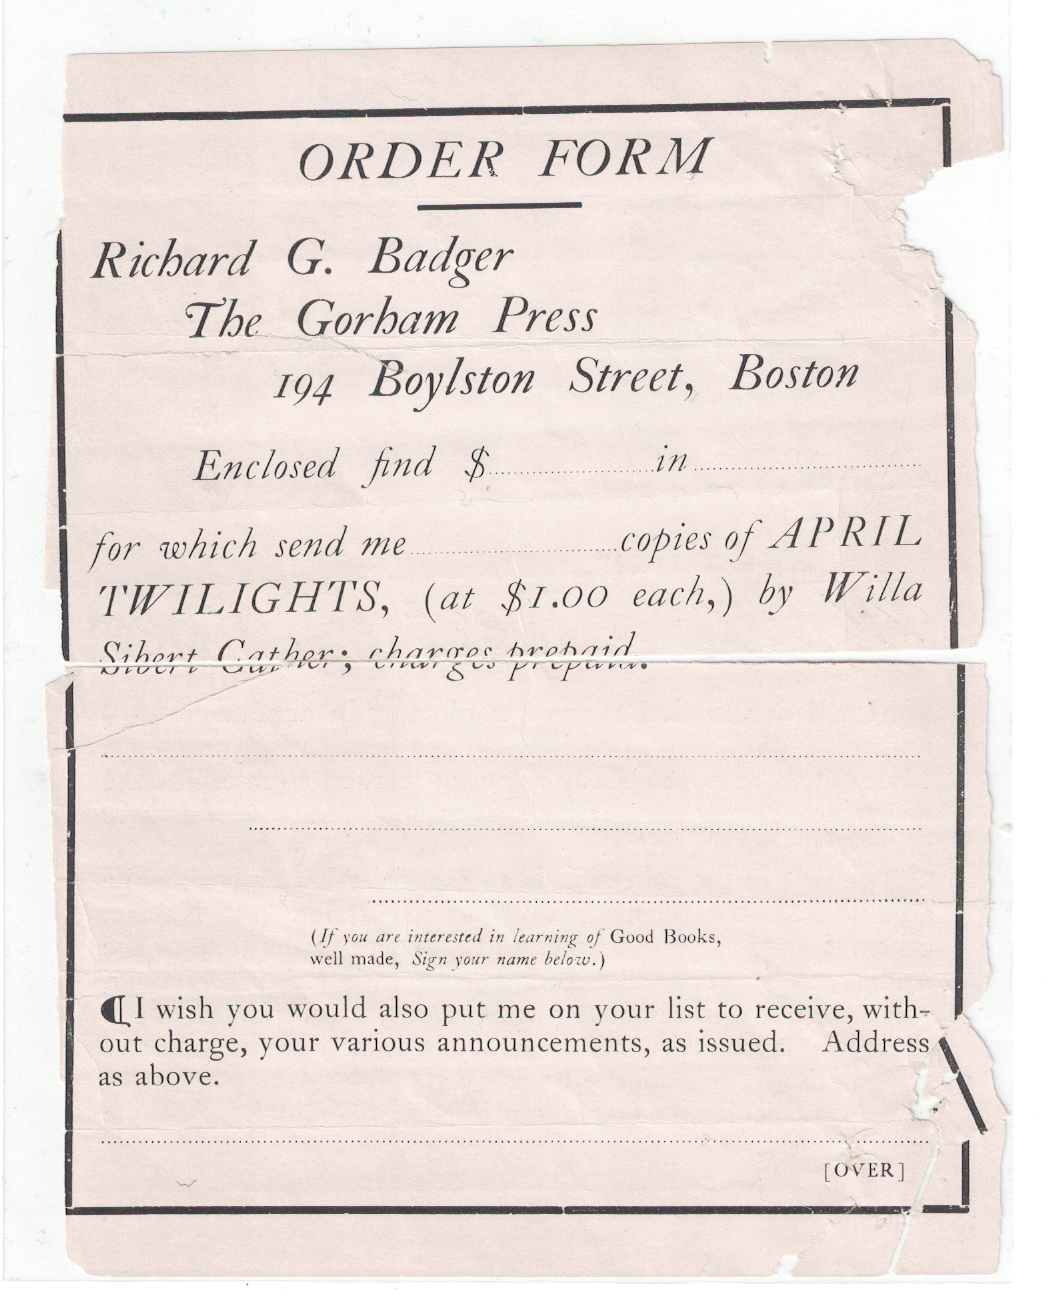 ORDER FORM
Richard G. Badger
The Gorham Press
194 Boylston Street, Boston
Enclosed find $....................in..............................
for which send me..........................copies of APRIL
TWILIGHTS, (at $1.00 each,) by Willa
Sibert Cather; charges prepaid.
(If you are interested in learning of Good Books,
well made, Sign your name below.)
¶ I wish you would also put me on your list to receive, with-
out charge, your various announcements, as issued. Address
as above.
[OVER]